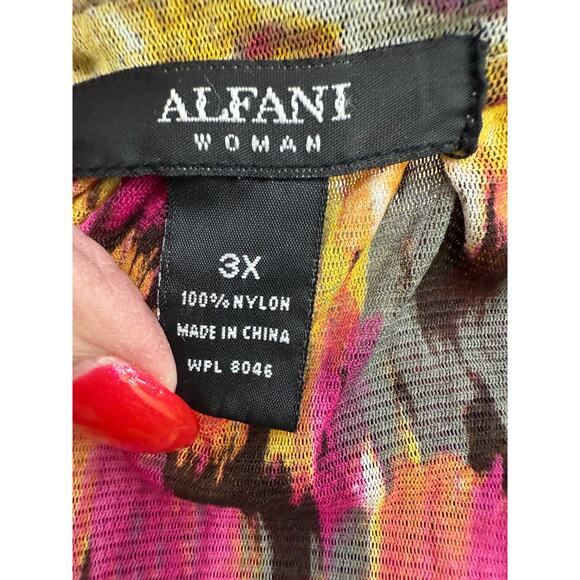 ALFANI
WOMAN
3X
100% NYLON
MADE IN CHINA
WPL 8046